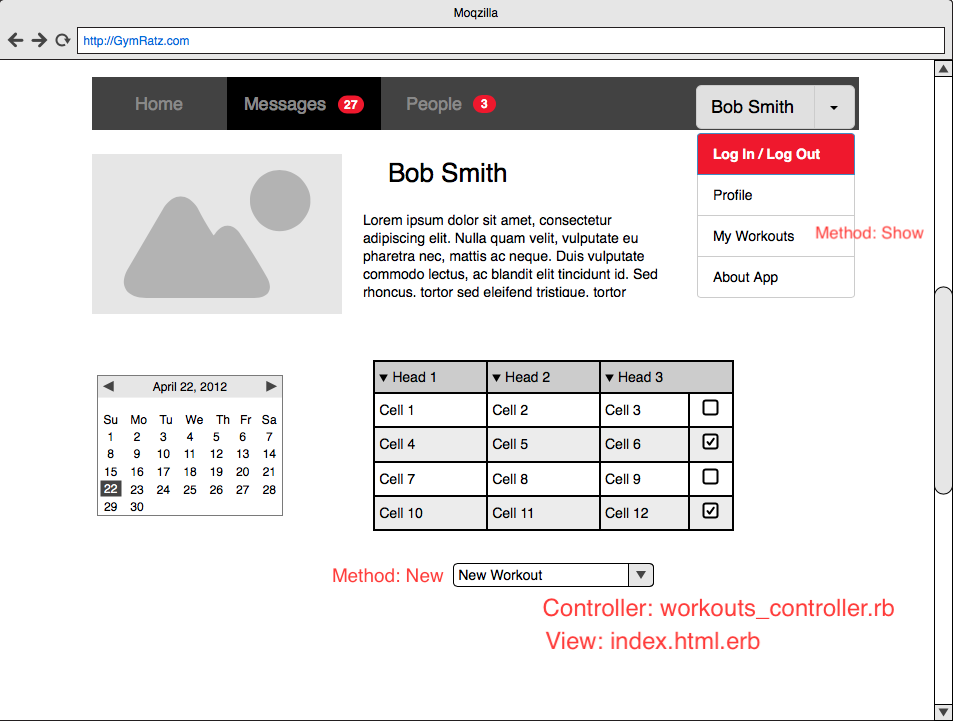 Moqzilla
http://GymRatz.com
Home Messages 27 People 3 Bob Smith
Log In / Log Out
Profile
My Workouts Method: Show
About App
Bob Smith
Lorem ipsum dolor sit amet, consectetur
adipiscing elit. Nulla quam velit, vulputate eu
pharetra nec, mattis ac neque. Duis vulputate
commodo lectus, ac blandit elit tincidunt id. Sed
rhoncus, tortor sed eleifend tristique, tortor
April 22, 2012
Su Mo Tu We Th Fr Sa
1 2 3 4 5 6 7
8 9 10 11 12 13 14
15 16 17 18 19 20 21
22 23 24 25 26 27 28
29 30
Head 1 Head 2 Head 3
Cell 1 Cell 2 Cell 3
Cell 4 Cell 5 Cell 6
Cell 7 Cell 8 Cell 9
Cell 10 Cell 11 Cell 12
Method: New New Workout
Controller: workouts_controller.rb
View: index.html.erb